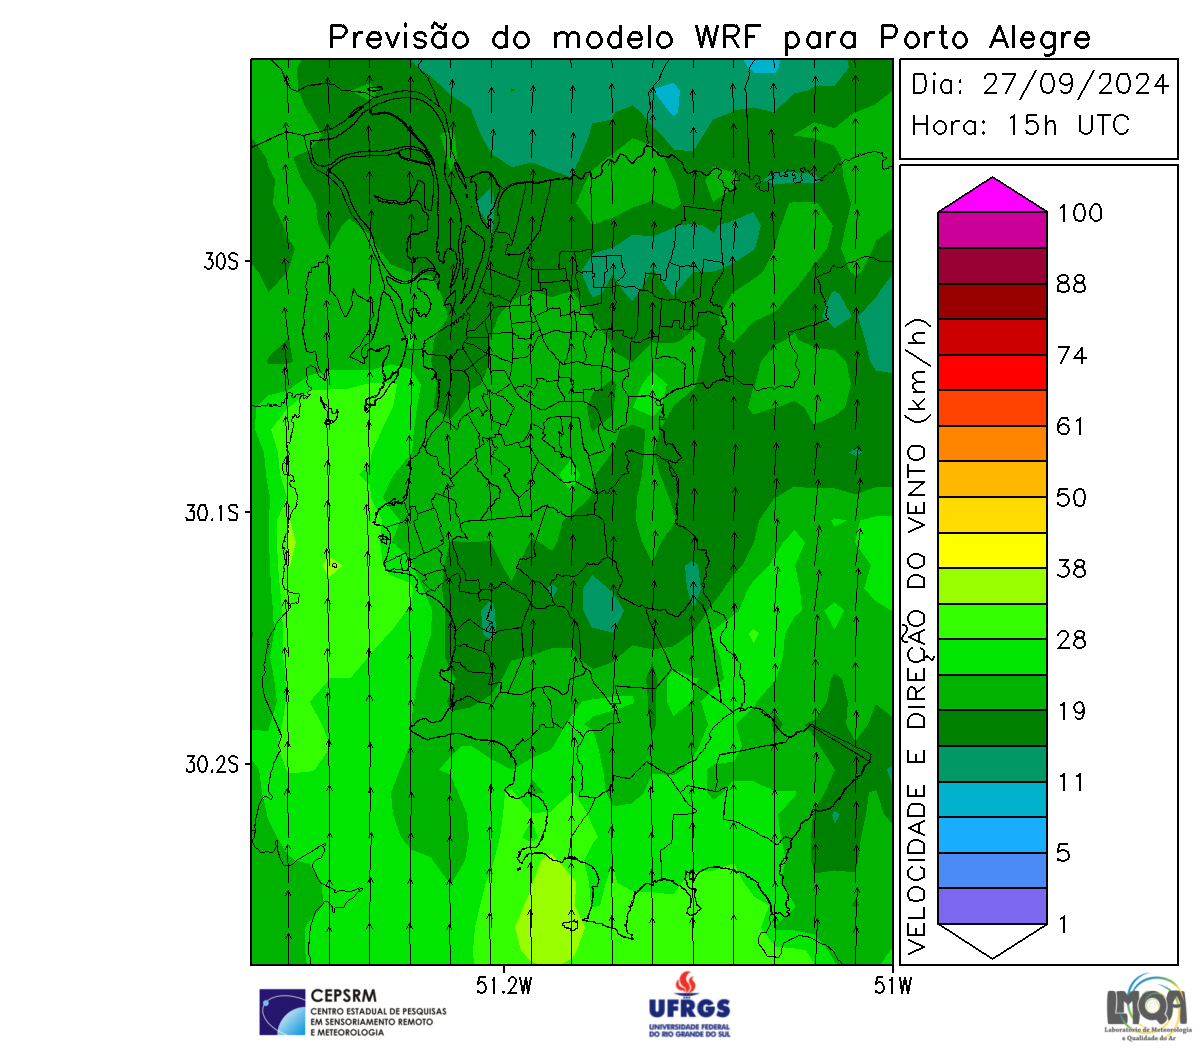 Previsão do modelo WRF para Porto Alegre
Dia: 27/09/2024
Hora: 15h UTC
30S
30.1S
30.2S
51.2W
51W
VELOCIDADE E DIREÇÃO DO VENTO (km/h)
100
88
74
61
50
38
28
19
11
5
1
CEPSRM
CENTRO ESTADUAL DE PESQUISAS
EM SENSORIAMENTO REMOTO
E METEOROLOGIA
UFRGS
UNIVERSIDADE FEDERAL
DO RIO GRANDE DO SUL
LMQA
Laboratório de Meteorologia
e Qualidade do Ar